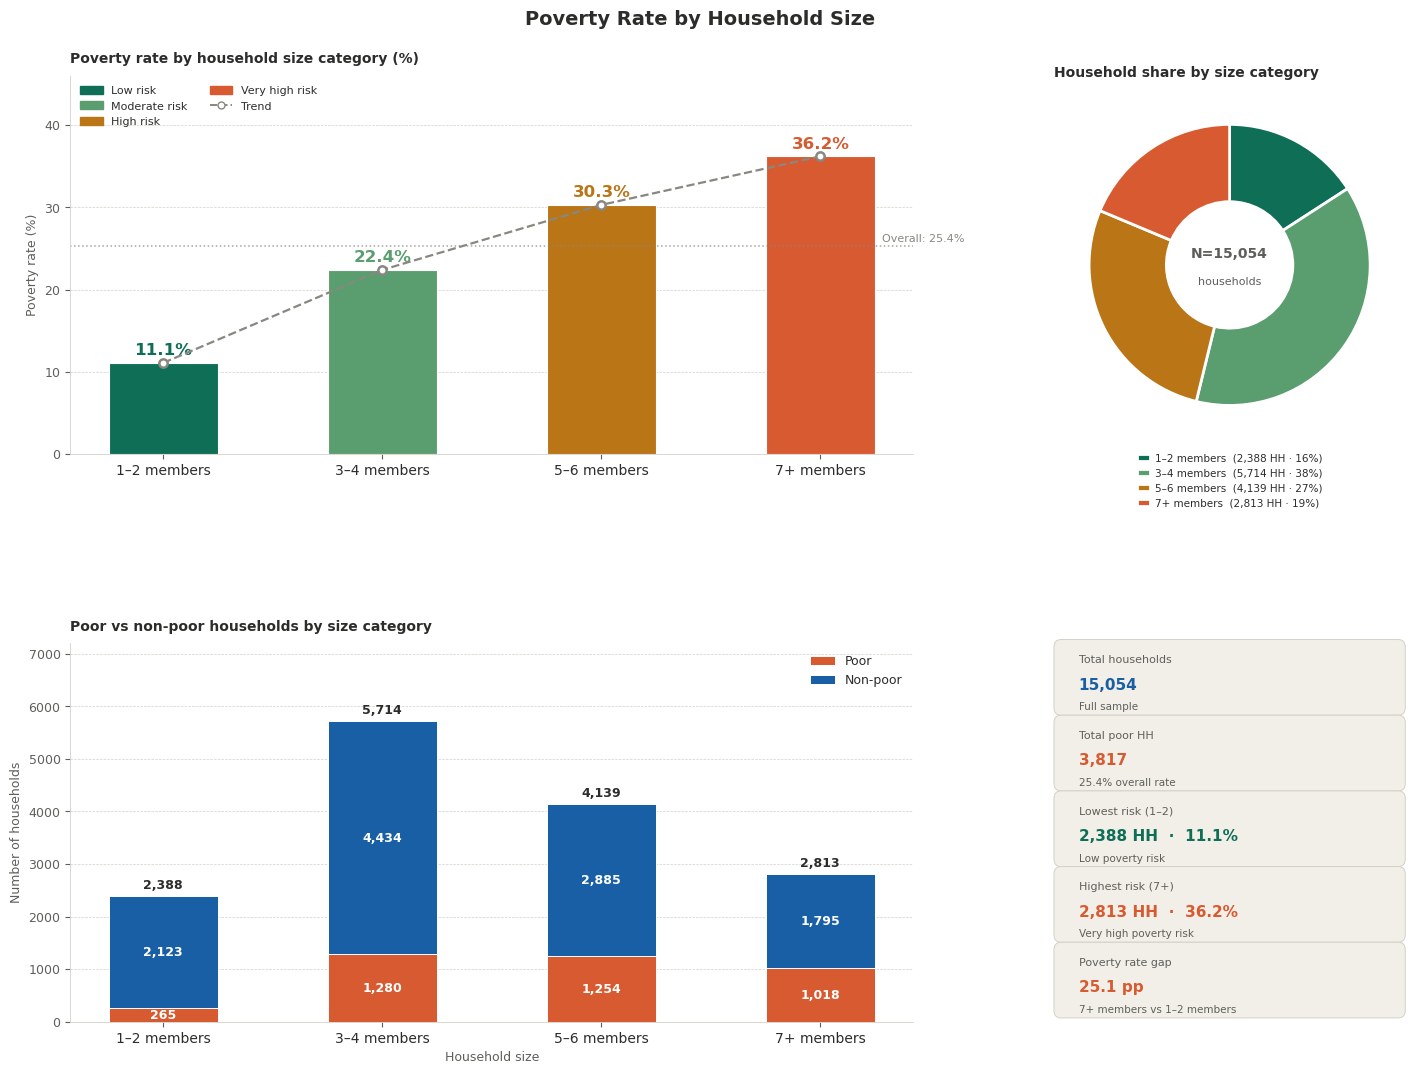 Poverty Rate by Household Size
Poverty rate by household size category (%)
Low risk
Moderate risk
High risk
Very high risk
Trend
Poverty rate (%)
40
30
20
10
0
11.1%
22.4%
30.3%
36.2%
Overall: 25.4%
1–2 members
3–4 members
5–6 members
7+ members
Household share by size category
N=15,054
households
1–2 members (2,388 HH · 16%)
3–4 members (5,714 HH · 38%)
5–6 members (4,139 HH · 27%)
7+ members (2,813 HH · 19%)
Poor vs non-poor households by size category
Poor
Non-poor
Number of households
7000
6000
5000
4000
3000
2000
1000
0
2,388
2,123
265
5,714
4,434
1,280
4,139
2,885
1,254
2,813
1,795
1,018
1–2 members
3–4 members
5–6 members
7+ members
Household size
Total households
15,054
Full sample
Total poor HH
3,817
25.4% overall rate
Lowest risk (1–2)
2,388 HH · 11.1%
Low poverty risk
Highest risk (7+)
2,813 HH · 36.2%
Very high poverty risk
Poverty rate gap
25.1 pp
7+ members vs 1–2 members